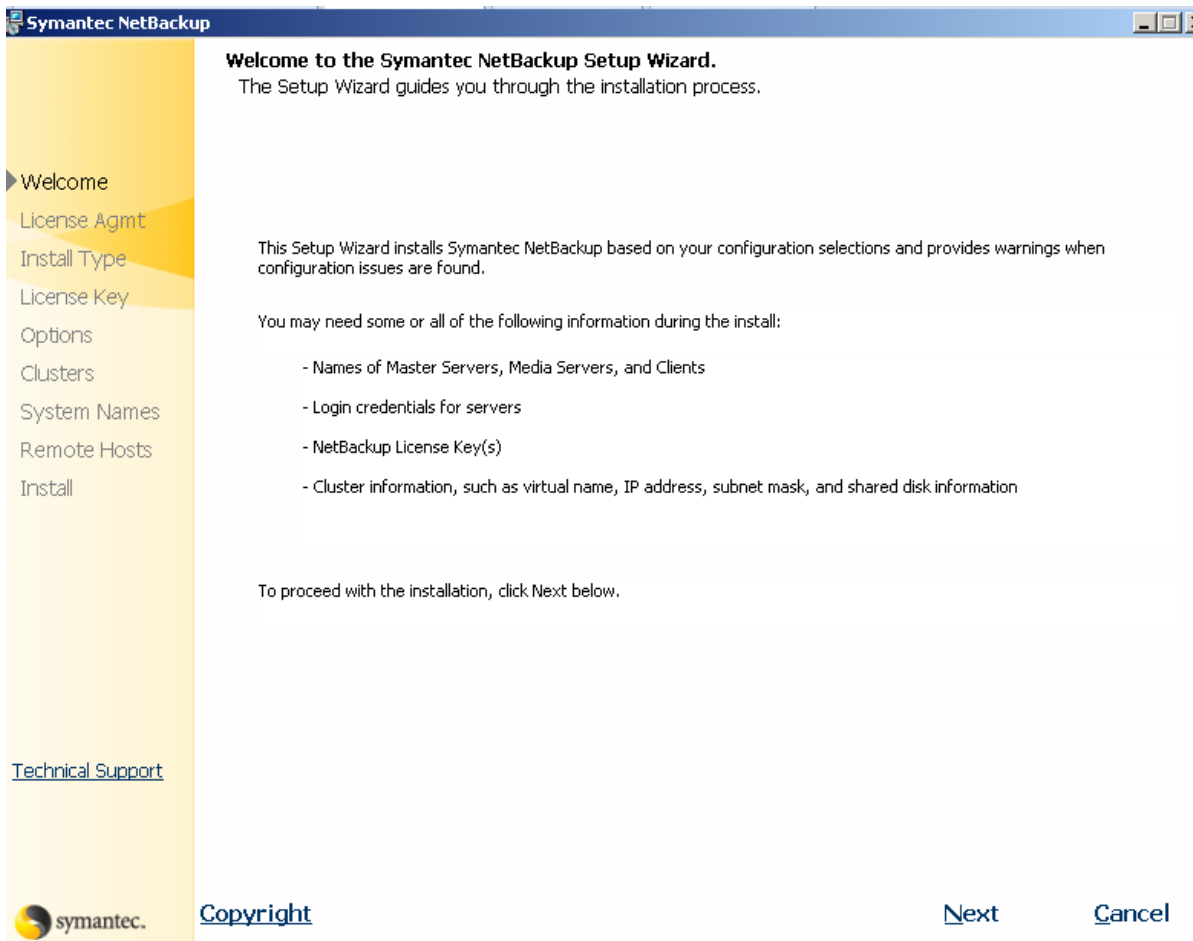 Symantec NetBackup
Welcome to the Symantec NetBackup Setup Wizard.
The Setup Wizard guides you through the installation process.
Welcome
License Agmt
Install Type
License Key
Options
Clusters
System Names
Remote Hosts
Install
This Setup Wizard installs Symantec NetBackup based on your configuration selections and provides warnings when
configuration issues are found.
You may need some or all of the following information during the install:
- Names of Master Servers, Media Servers, and Clients
- Login credentials for servers
- NetBackup License Key(s)
- Cluster information, such as virtual name, IP address, subnet mask, and shared disk information
To proceed with the installation, click Next below.
Technical Support
symantec.
Copyright
Next
Cancel